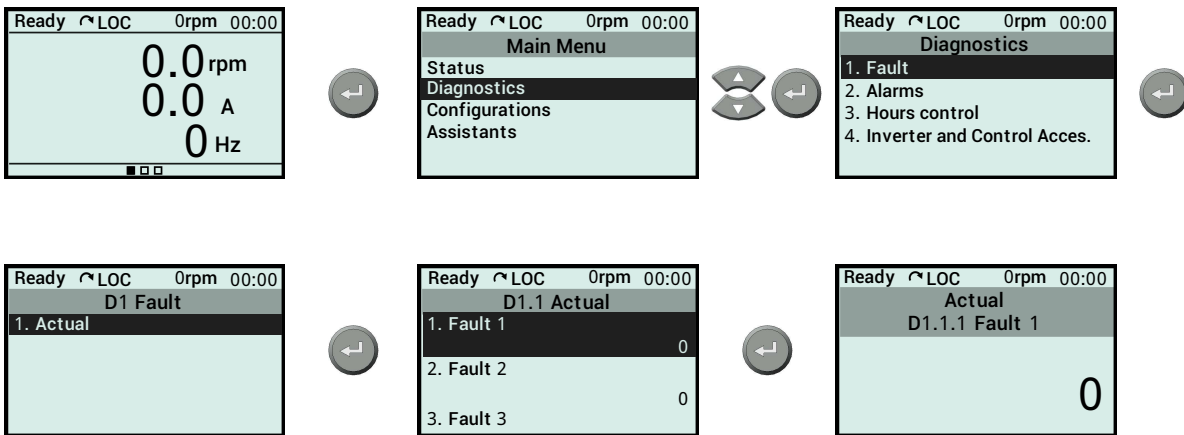 Ready LOC 0rpm 00:00
0.0 rpm
0.0 A
0 Hz
Ready LOC 0rpm 00:00
Main Menu
Status
Diagnostics
Configurations
Assistants
Ready LOC 0rpm 00:00
Diagnostics
1. Fault
2. Alarms
3. Hours control
4. Inverter and Control Acces.
Ready LOC 0rpm 00:00
D1 Fault
1. Actual
Ready LOC 0rpm 00:00
D1.1 Actual
1. Fault 1
0
2. Fault 2
0
3. Fault 3
Ready LOC 0rpm 00:00
Actual
D1.1.1 Fault 1
0